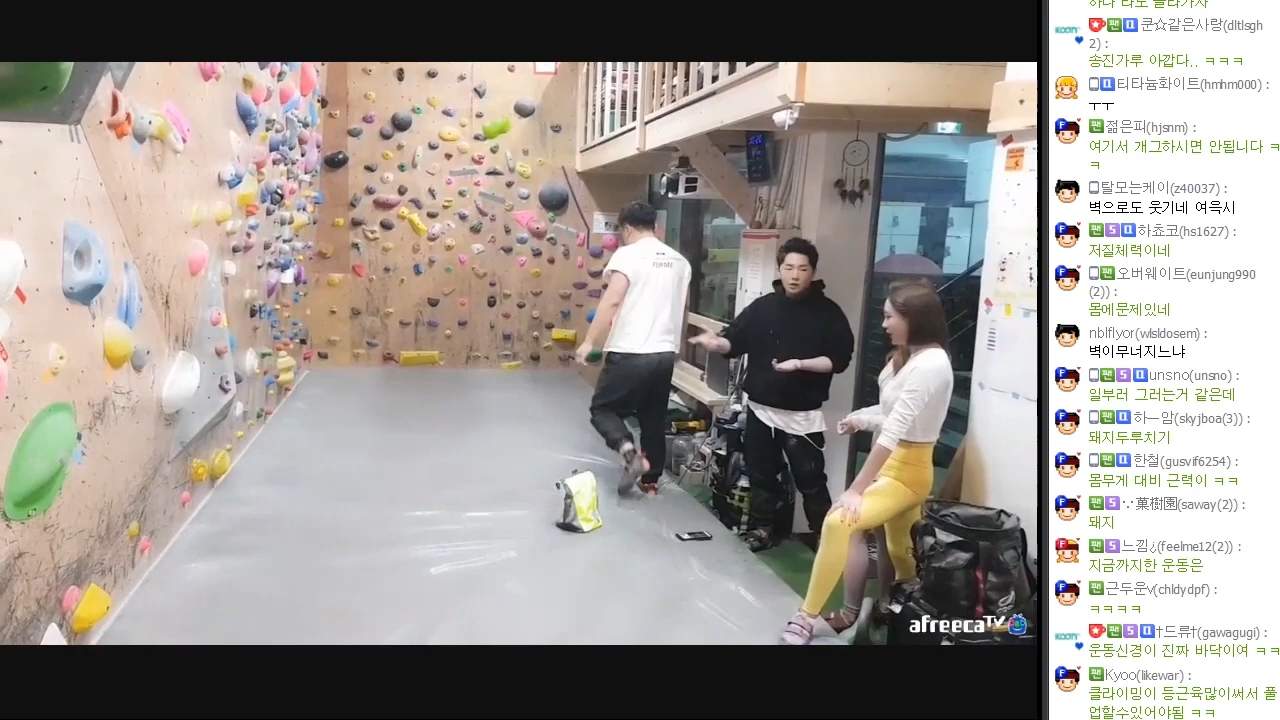 하나 라도 올라가자
쿤☆같은사랑(dltlsgh
2) :
송진가루 아깝다.. ㅋㅋㅋ
티타늄화이트(hmhm000) :
ㅜㅜ
젊은피(hjsnm) :
여기서 개그하시면 안됩니다 ㅋ
ㅋ
탈모는케이(z40037) :
벽으로도 웃기네 여윽시
하쵸코(hs1627) :
저질체력이네
오버웨이트(eunjung990
(2)) :
몸에문제있네
nblflyor(wlsldosem) :
벽이무너지느냐
unsno(unsno) :
일부러 그러는거 같은데
하ㅡ암(skyjboa(3)) :
돼지두루치기
한철(gusvif6254) :
몸무게 대비 근력이 ㅋㅋ
∵菓樹園(saway(2)) :
돼지
느낌¿(feelme12(2)) :
지금까지한 운동은
근두운v(chldydpf) :
ㅋㅋㅋㅋ
†드류†(gawagugi) :
운동신경이 진짜 바닥이여 ㅋㅋ
Kyoo(likewar) :
클라이밍이 등근육많이써서 풀
업할수있어야됨 ㅋㅋ
FLAME
afreecaTV